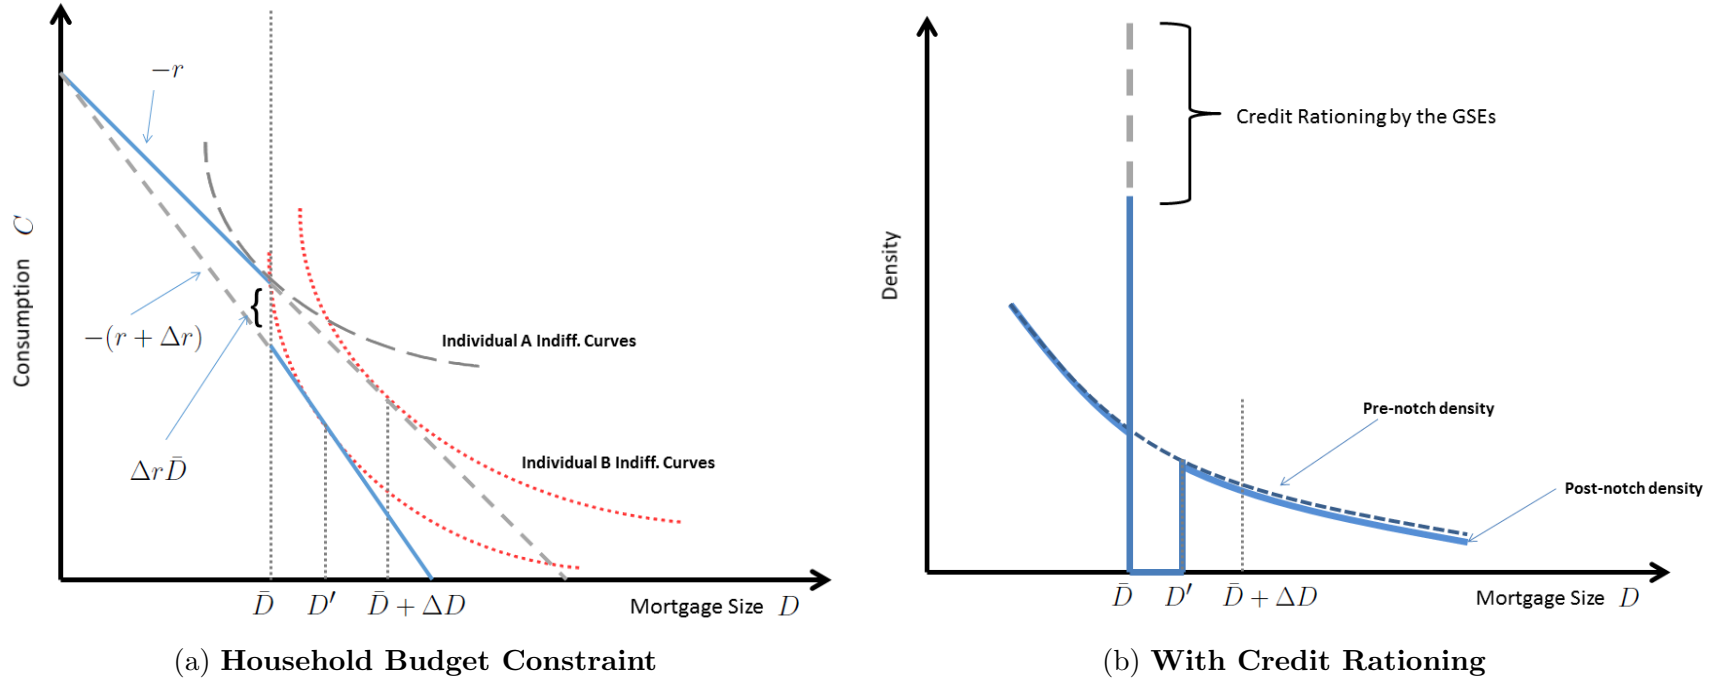 −r
Consumption C
−(r + Δr)
ΔrD̄
{
Individual A Indiff. Curves
Individual B Indiff. Curves
D̄ D′ D̄ + ΔD
Mortgage Size D
(a) Household Budget Constraint
Density
Credit Rationing by the GSEs
Pre-notch density
Post-notch density
D̄ D′ D̄ + ΔD
Mortgage Size D
(b) With Credit Rationing